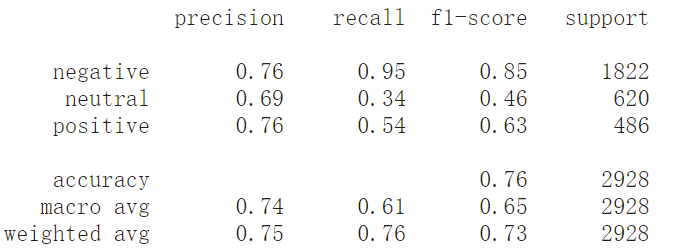 precision recall f1-score support
negative 0.76 0.95 0.85 1822
neutral 0.69 0.34 0.46 620
positive 0.76 0.54 0.63 486
accuracy 0.76 2928
macro avg 0.74 0.61 0.65 2928
weighted avg 0.75 0.76 0.73 2928